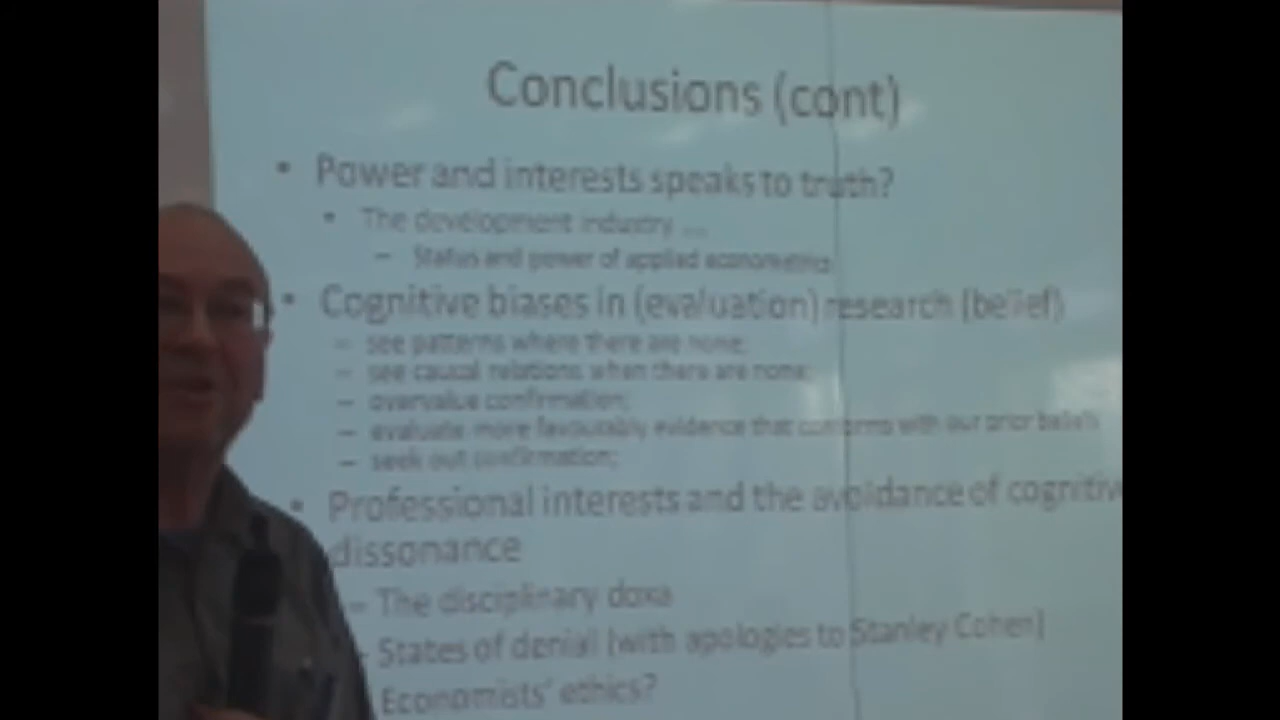 Conclusions (cont)
• Power and interests speaks to truth?
• The development industry ...
– Status and power of applied econometrics
• Cognitive biases in (evaluation) research (belief)
– see patterns where there are none;
– see causal relations when there are none;
– overvalue confirmation;
– evaluate more favourably evidence that conforms with our prior beliefs
– seek out confirmation;
• Professional interests and the avoidance of cognitive
dissonance
– The disciplinary doxa
– States of denial (with apologies to Stanley Cohen)
Economists' ethics?